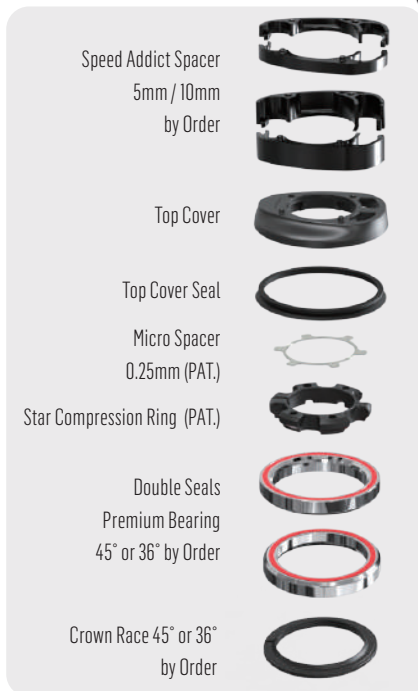 Speed Addict Spacer
5mm / 10mm
by Order
Top Cover
Top Cover Seal
Micro Spacer
0.25mm (PAT.)
Star Compression Ring (PAT.)
Double Seals
Premium Bearing
45° or 36° by Order
Crown Race 45° or 36°
by Order